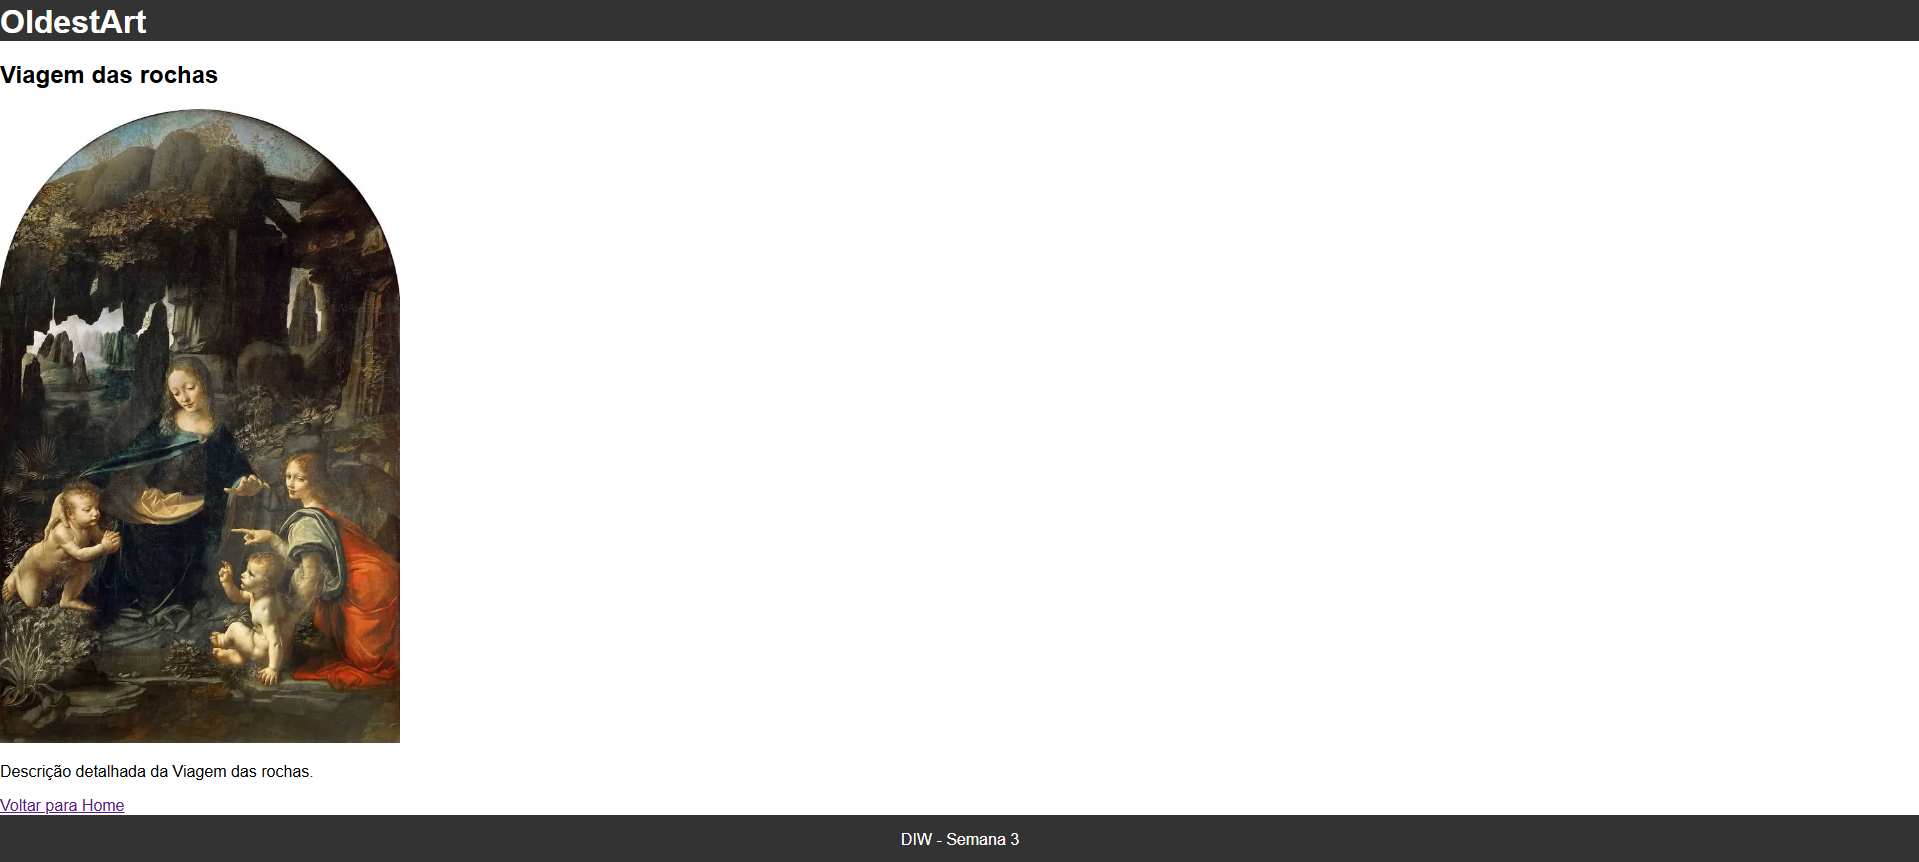 OldestArt
Viagem das rochas
Descrição detalhada da Viagem das rochas.
Voltar para Home
DIW - Semana 3